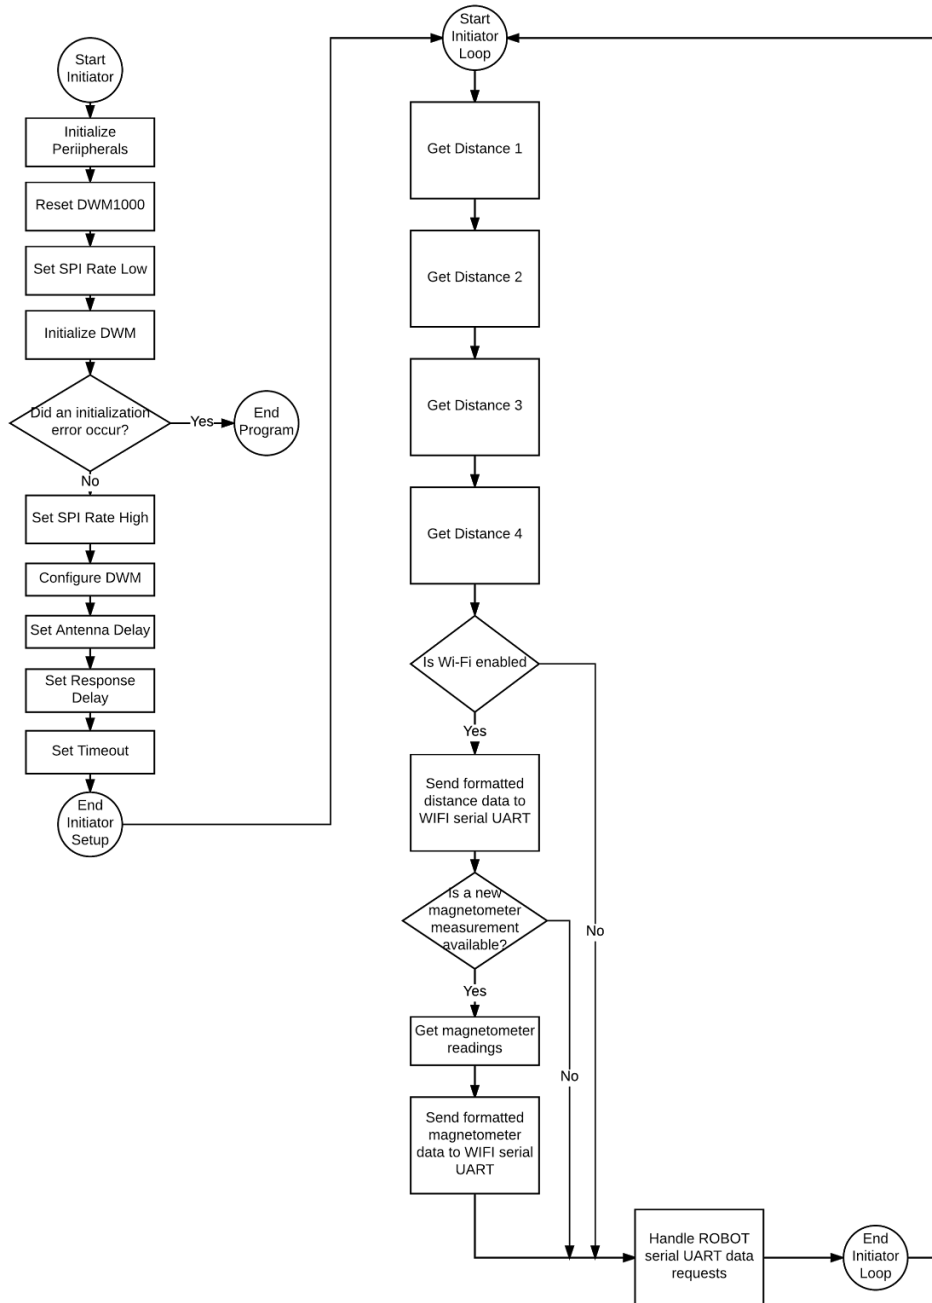 Start
Initiator
Initialize
Periipherals
Reset DWM1000
Set SPI Rate Low
Initialize DWM
Did an initialization
error occur?
Yes
End
Program
No
Set SPI Rate High
Configure DWM
Set Antenna Delay
Set Response
Delay
Set Timeout
End
Initiator
Setup
Start
Initiator
Loop
Get Distance 1
Get Distance 2
Get Distance 3
Get Distance 4
Is Wi-Fi enabled
Yes
Send formatted
distance data to
WIFI serial UART
Is a new
magnetometer
measurement
available?
No
Yes
Get magnetometer
readings
No
Send formatted
magnetometer
data to WIFI serial
UART
Handle ROBOT
serial UART data
requests
End
Initiator
Loop